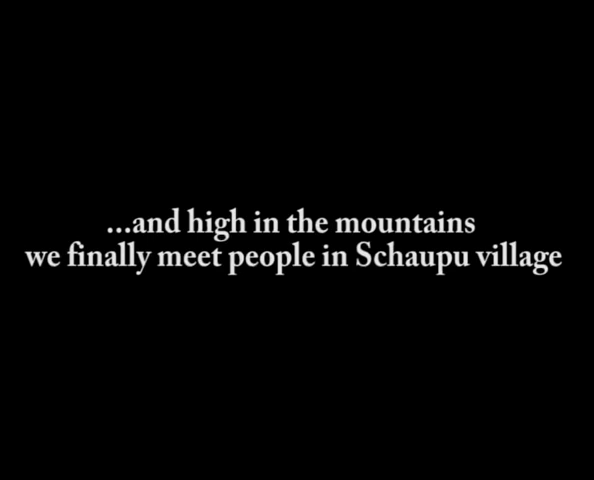 ...and high in the mountains
we finally meet people in Schaupu village